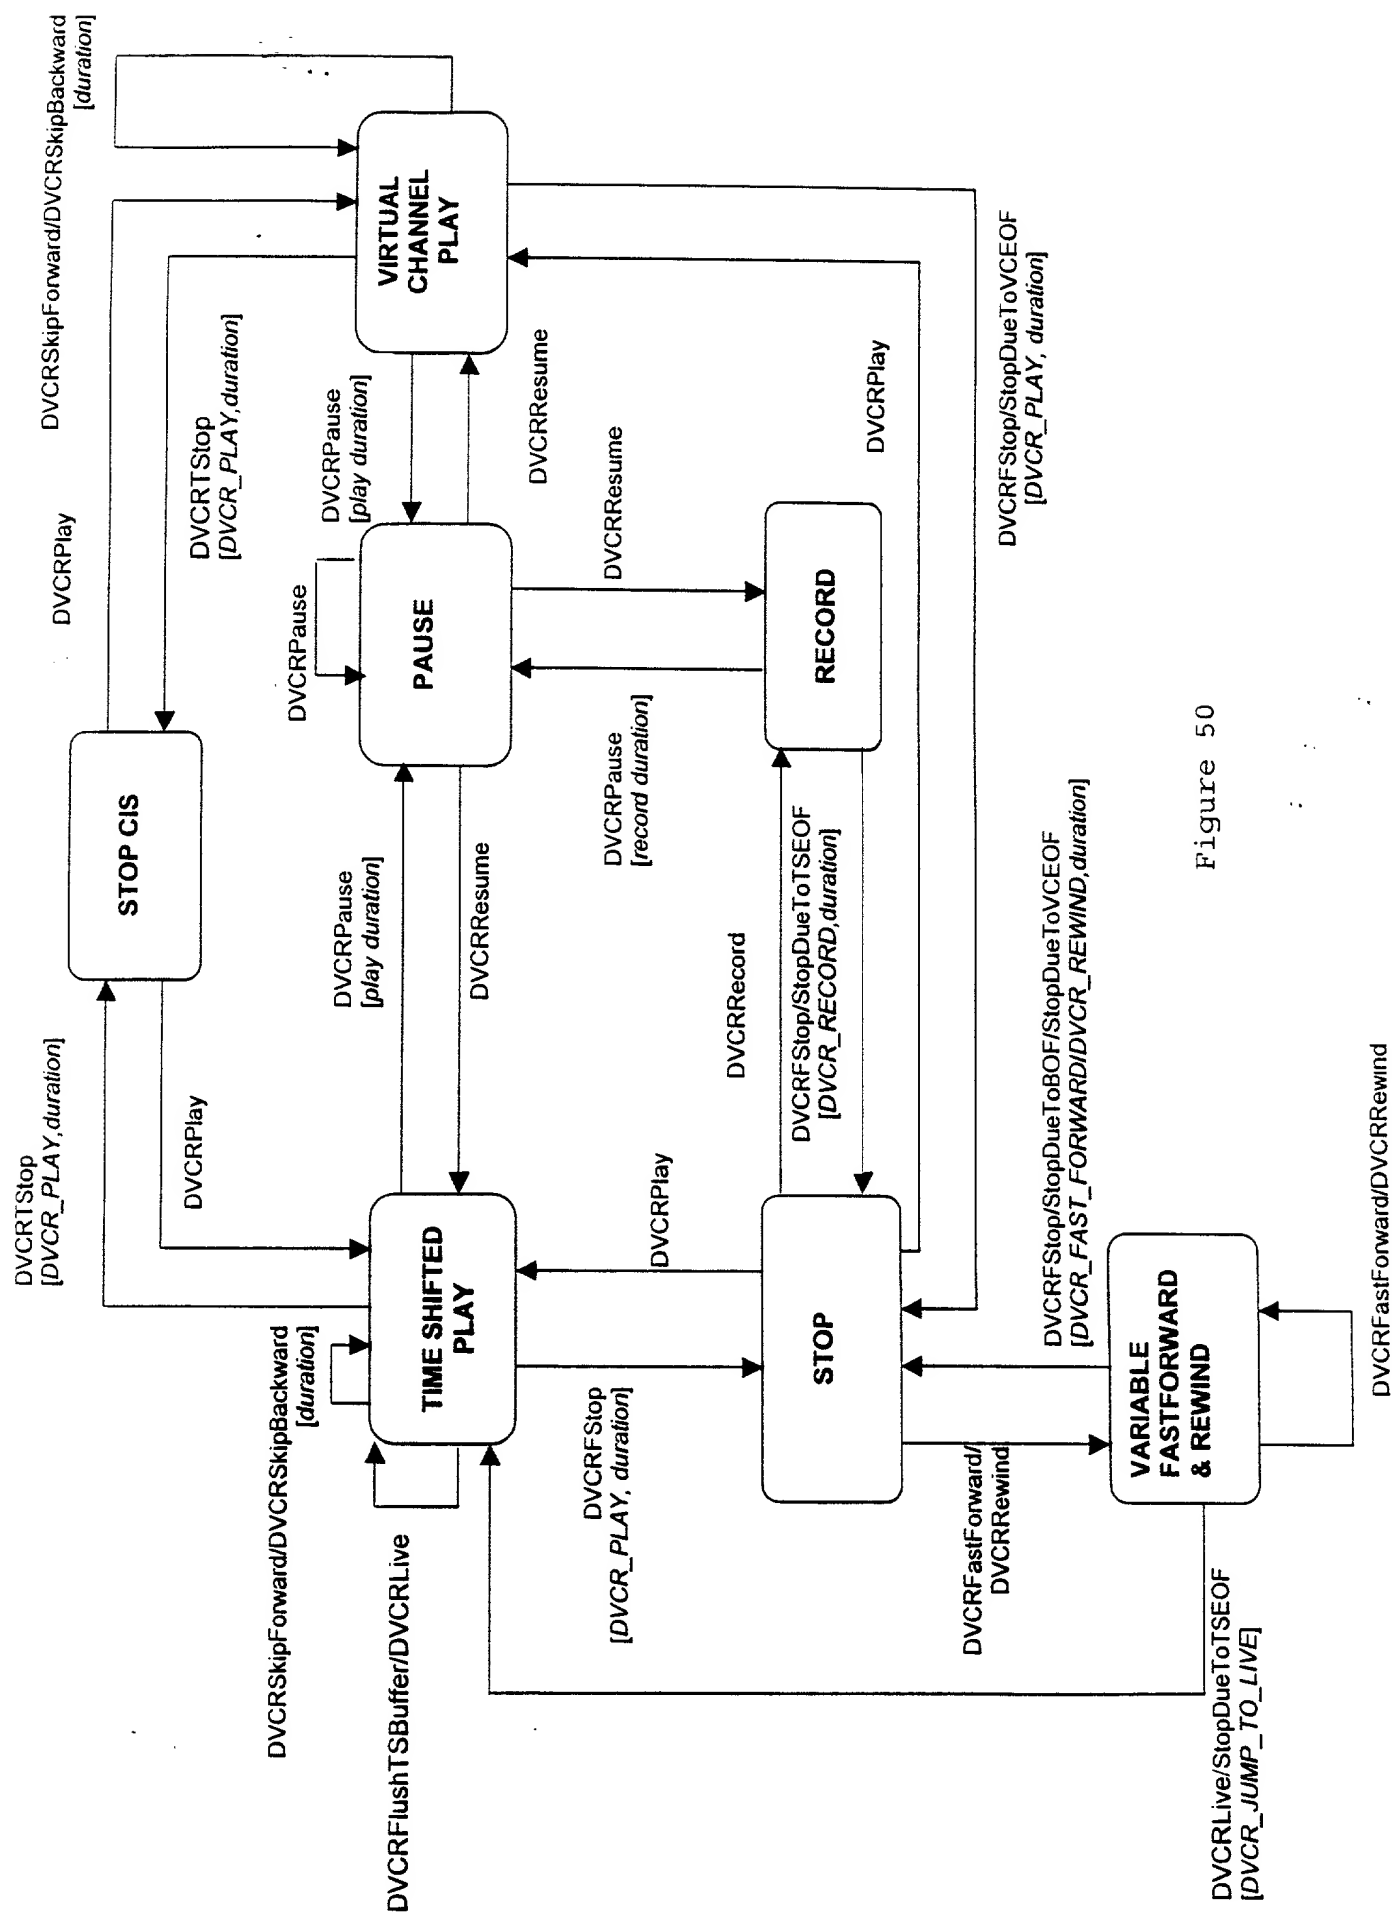 DVCRTStop
[DVCR_PLAY,duration]
DVCRPlay
DVCRSkipForward/DVCRSkipBackward
[duration]
STOP CIS
DVCRPlay
DVCRTStop
[DVCR_PLAY,duration]
DVCRSkipForward/DVCRSkipBackward
[duration]
DVCRPause
[play duration]
DVCRPause
DVCRPause
[play duration]
DVCRFlushTSBuffer/DVCRLive
TIME SHIFTED
PLAY
DVCRResume
PAUSE
DVCRResume
VIRTUAL
CHANNEL
PLAY
DVCRFStop
[DVCR_PLAY, duration]
DVCRPlay
DVCRPause
[record duration]
DVCRResume
DVCRRecord
DVCRFStop/StopDueToTSEOF
[DVCR_RECORD,duration]
STOP
RECORD
DVCRPlay
DVCRFastForward/
DVCRRewind
DVCRFStop/StopDueToBOF/StopDueToVCEOF
[DVCR_FAST_FORWARD/DVCR_REWIND,duration]
DVCRFStop/StopDueToVCEOF
[DVCR_PLAY, duration]
VARIABLE
FASTFORWARD
& REWIND
DVCRLive/StopDueToTSEOF
[DVCR_JUMP_TO_LIVE]
DVCRFastForward/DVCRRewind
Figure 50